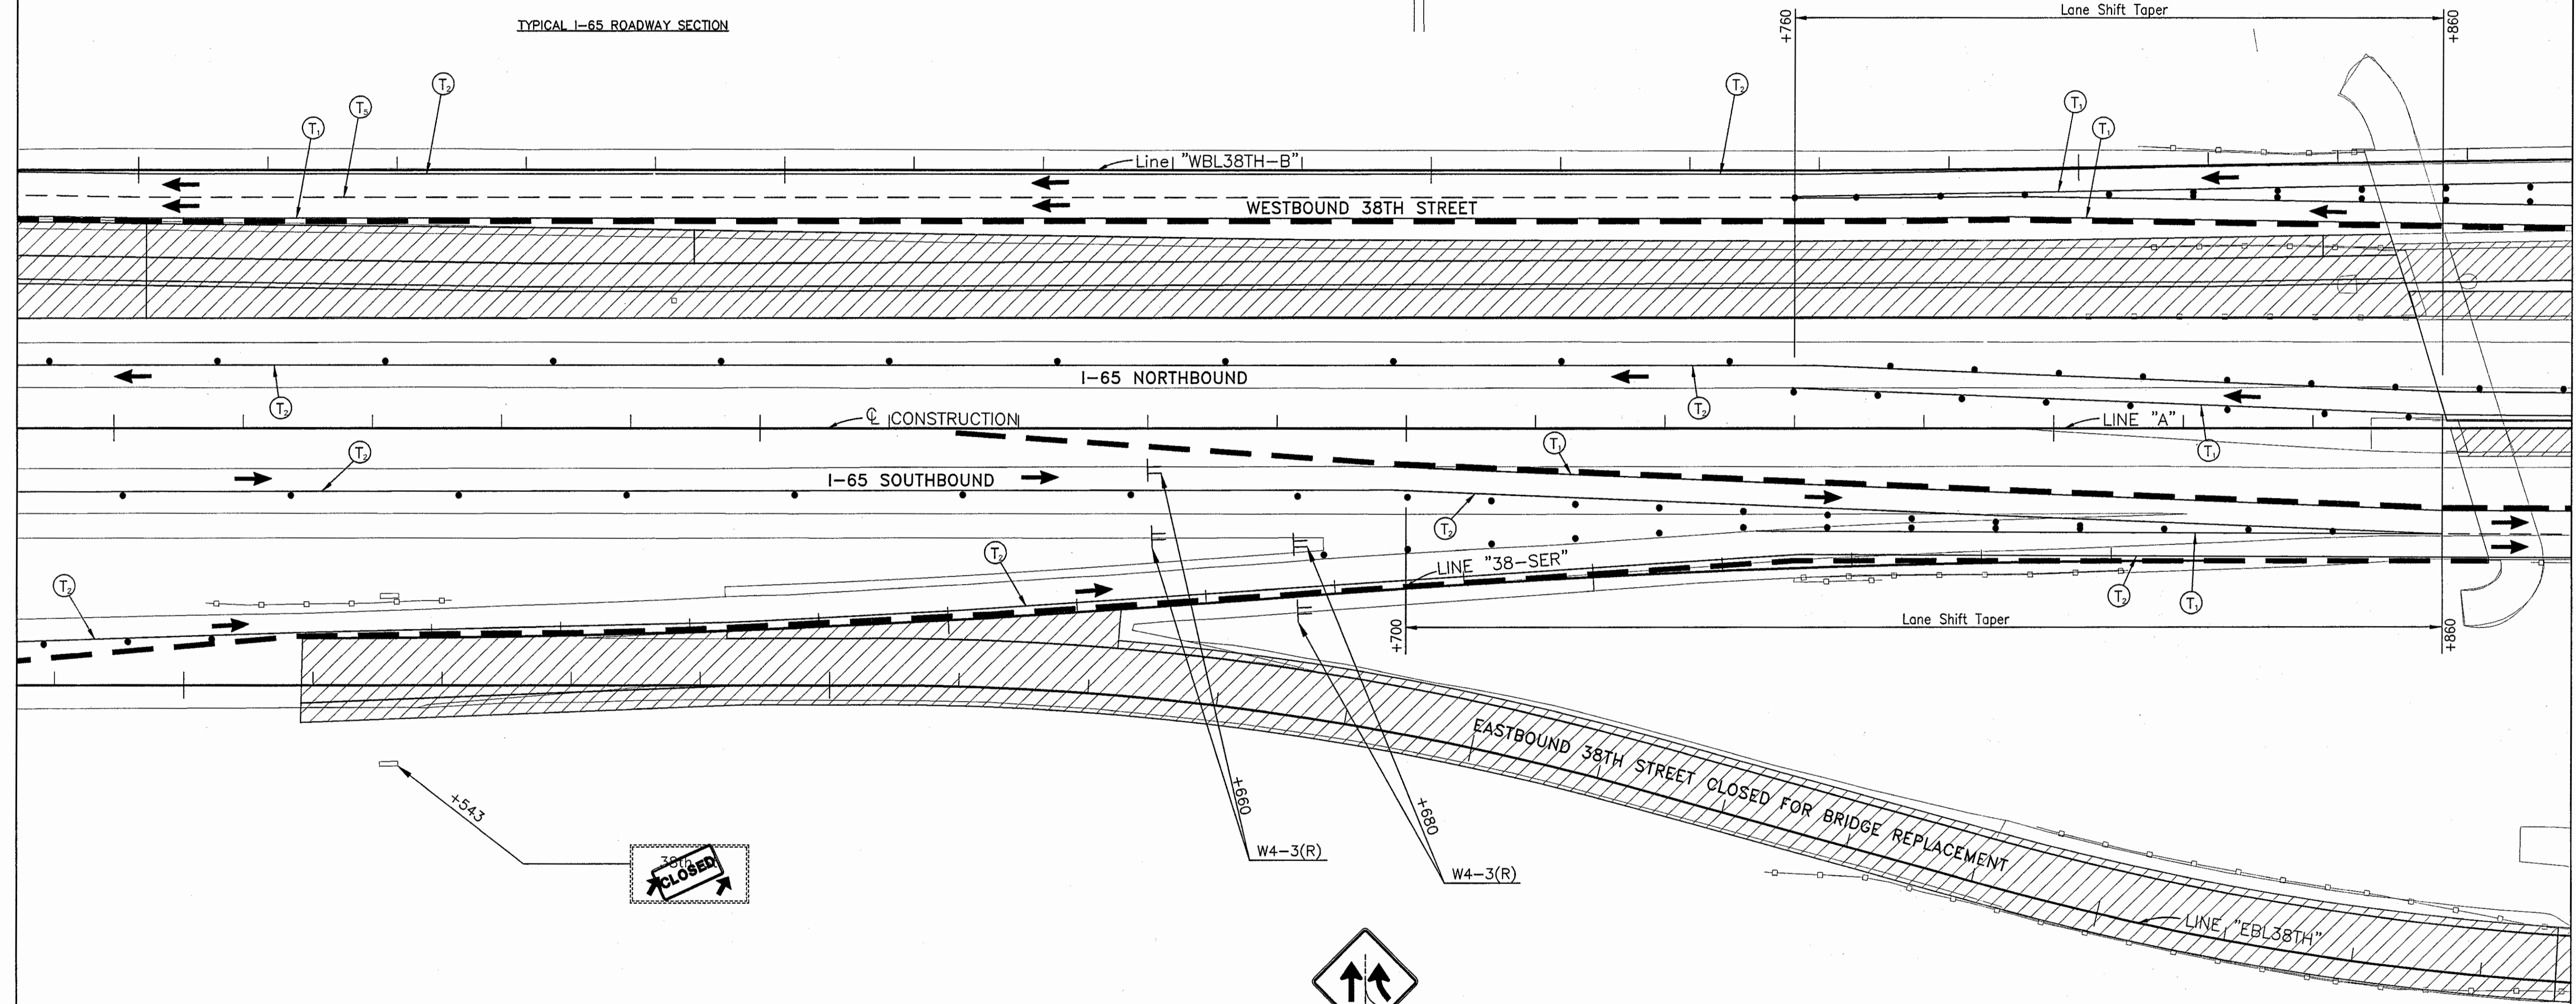 TYPICAL I-65 ROADWAY SECTION
Lane Shift Taper
+760
+860
T2
T5
T1
T2
T1
T1
Line "WBL38TH-B"
WESTBOUND 38TH STREET
I-65 NORTHBOUND
T2
T2
℄ CONSTRUCTION
LINE "A"
T1
T1
T2
I-65 SOUTHBOUND
T2
T2
LINE "38-SER"
T2
T2
T1
+700
Lane Shift Taper
+860
EASTBOUND 38TH STREET CLOSED FOR BRIDGE REPLACEMENT
+543
+660
+680
38th
CLOSED
W4-3(R)
W4-3(R)
LINE "EBL38TH"